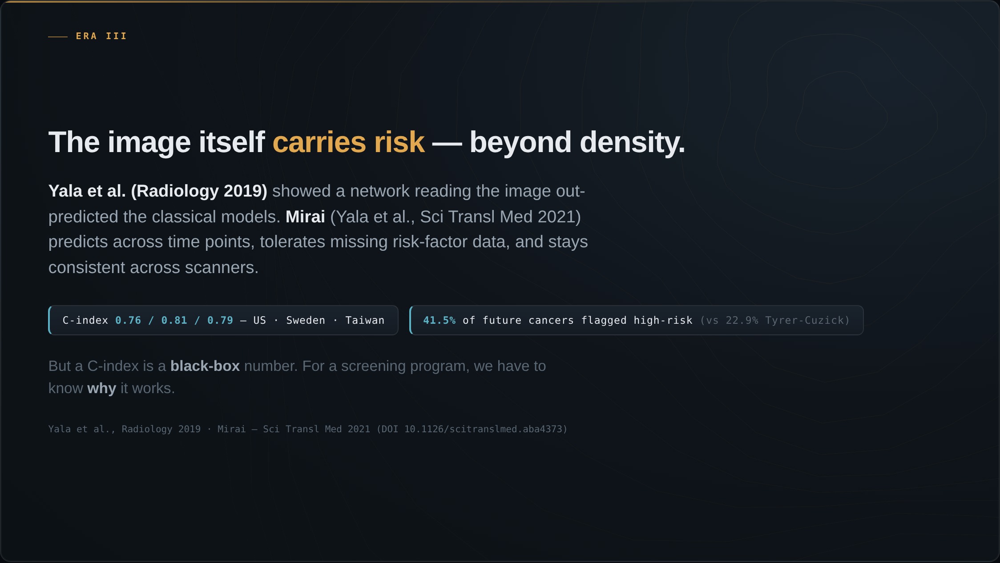 ERA III
The image itself carries risk — beyond density.
Yala et al. (Radiology 2019) showed a network reading the image out-
predicted the classical models. Mirai (Yala et al., Sci Transl Med 2021)
predicts across time points, tolerates missing risk-factor data, and stays
consistent across scanners.
C-index 0.76 / 0.81 / 0.79 — US · Sweden · Taiwan
41.5% of future cancers flagged high-risk (vs 22.9% Tyrer-Cuzick)
But a C-index is a black-box number. For a screening program, we have to
know why it works.
Yala et al., Radiology 2019 · Mirai — Sci Transl Med 2021 (DOI 10.1126/scitranslmed.aba4373)